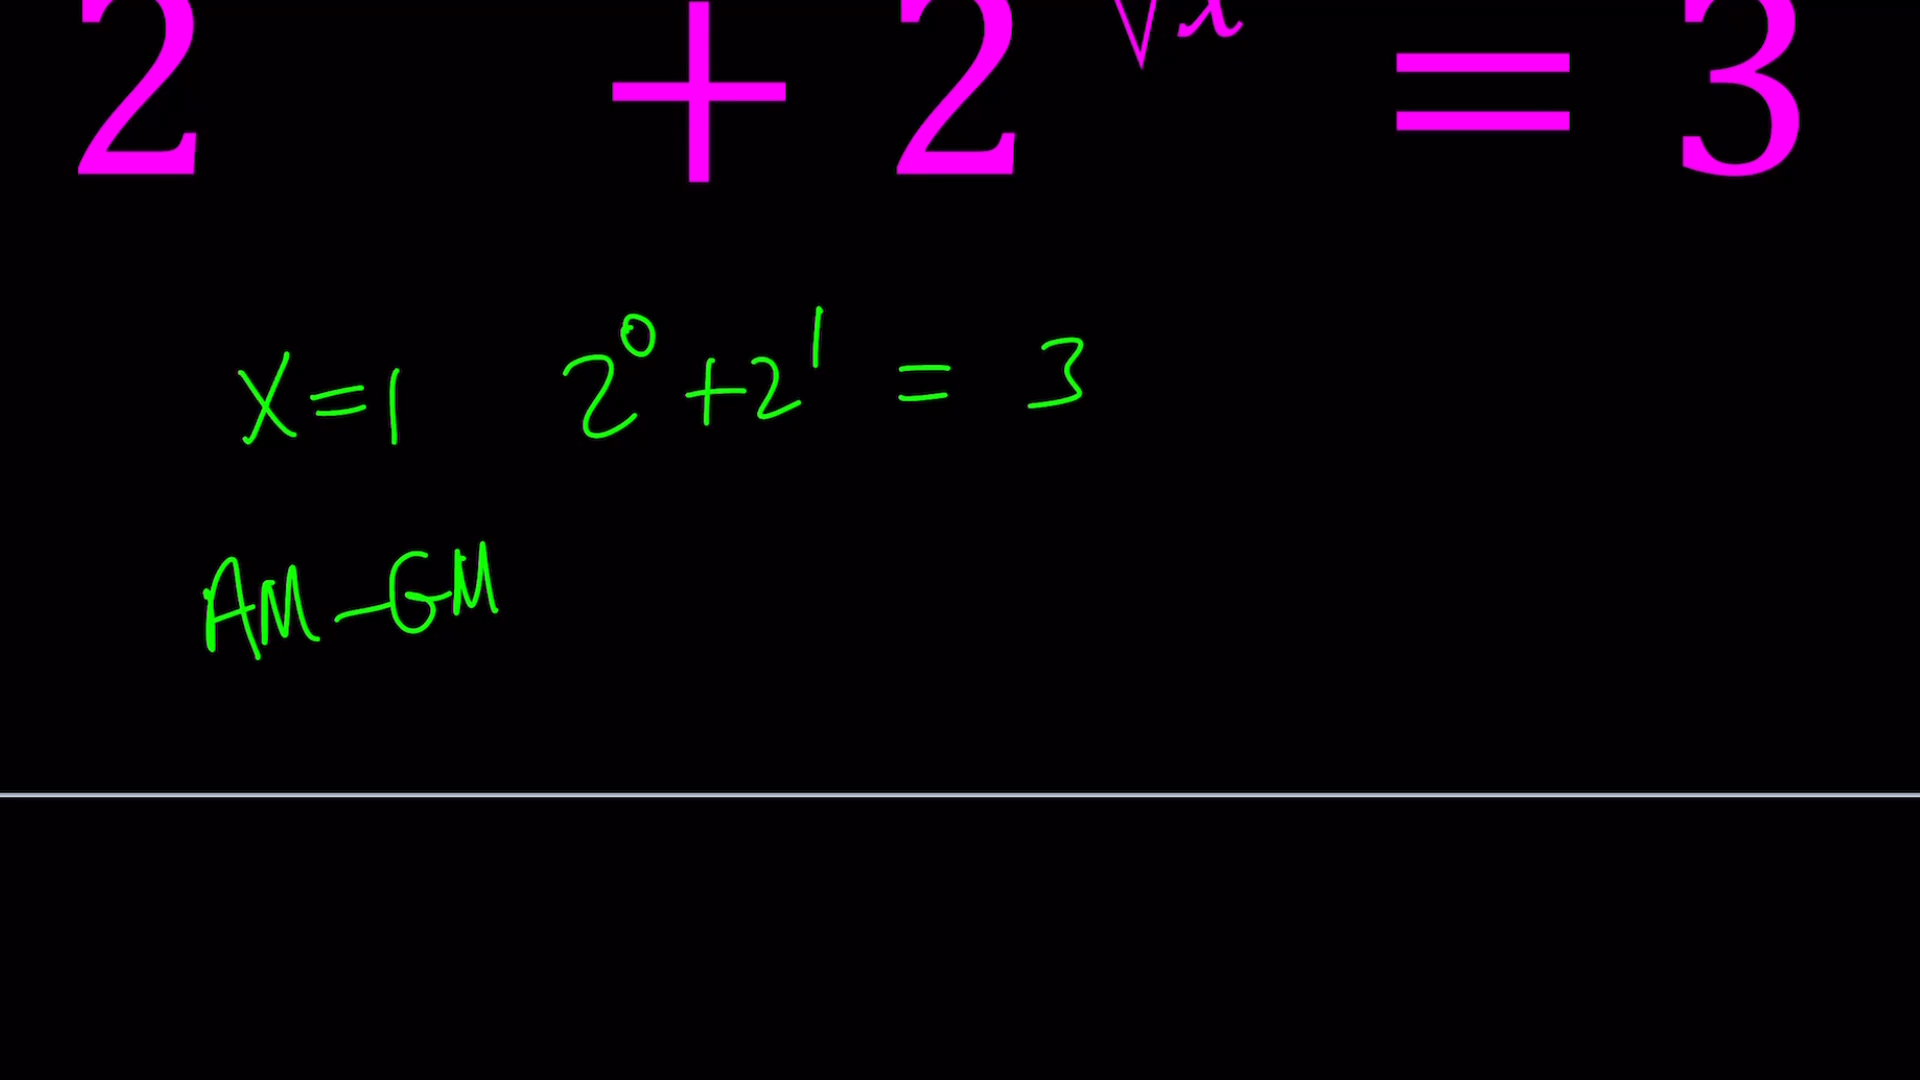 2 + 2^√x = 3
X=1 2^0+2^1 = 3
AM-GM